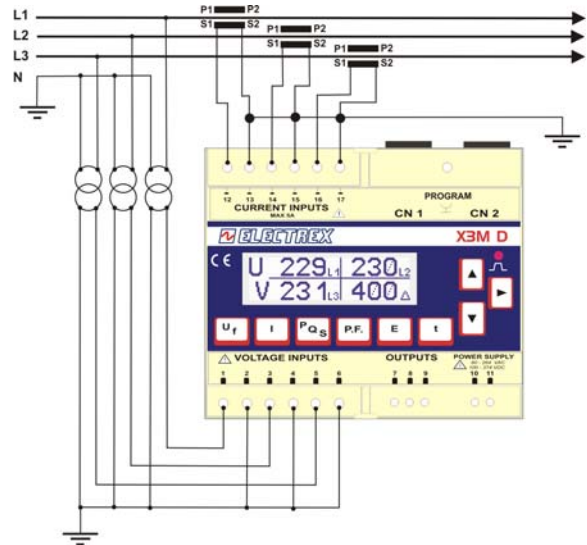 L1
P1 P2
S1 S2
L2
P1 P2
S1 S2
L3
P1 P2
S1 S2
N
12 13 14 15 16 17
CURRENT INPUTS
MAX 5A
PROGRAM
CN 1 CN 2
ELECTREX X3M D
CE
U 229 L1 230 L2
V 231 L3 400 Δ
Uf I PQS P.F. E t
VOLTAGE INPUTS OUTPUTS POWER SUPPLY
1 2 3 4 5 6 7 8 9 10 11